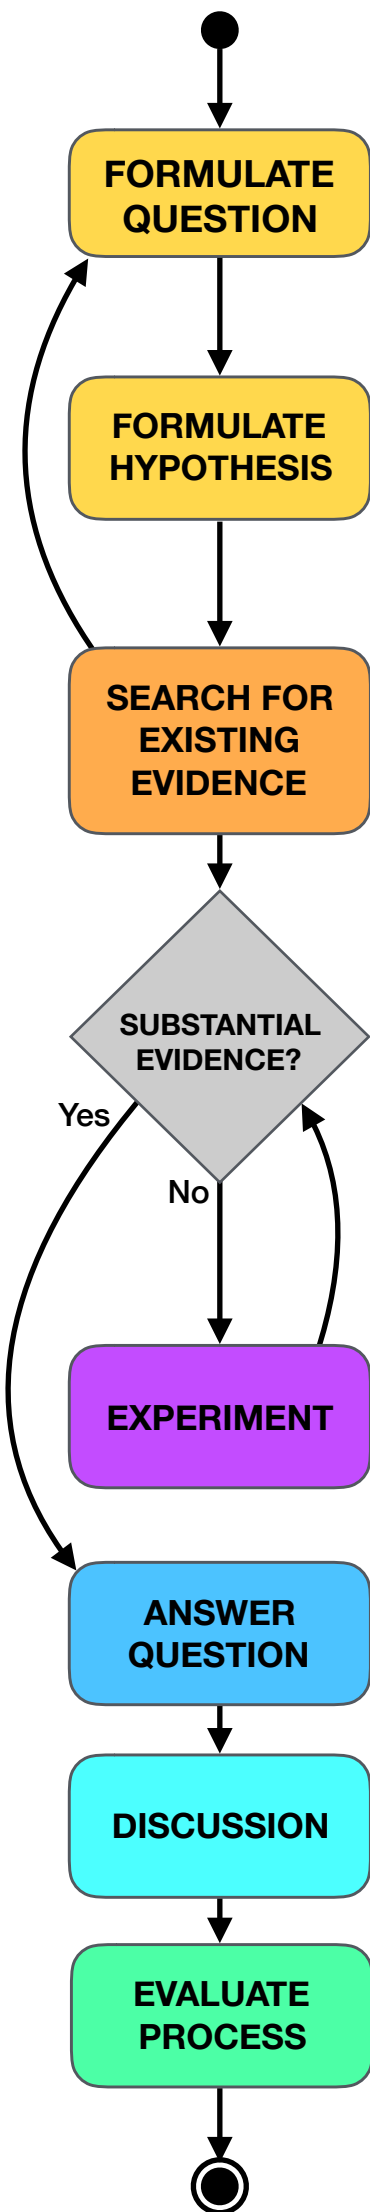 FORMULATE
QUESTION
FORMULATE
HYPOTHESIS
SEARCH FOR
EXISTING
EVIDENCE
SUBSTANTIAL
EVIDENCE?
Yes
No
EXPERIMENT
ANSWER
QUESTION
DISCUSSION
EVALUATE
PROCESS